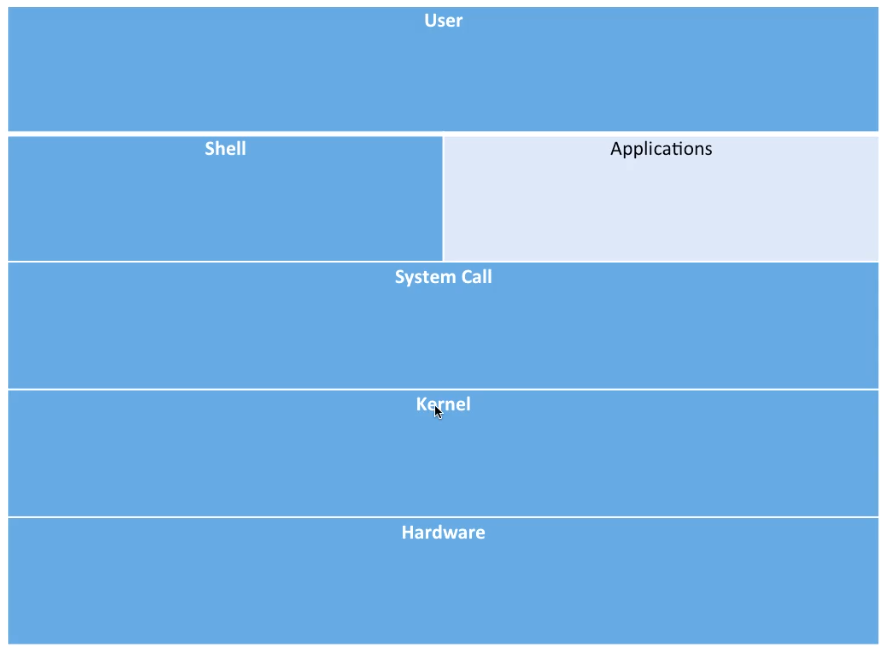 User
Shell
Applications
System Call
Kernel
Hardware